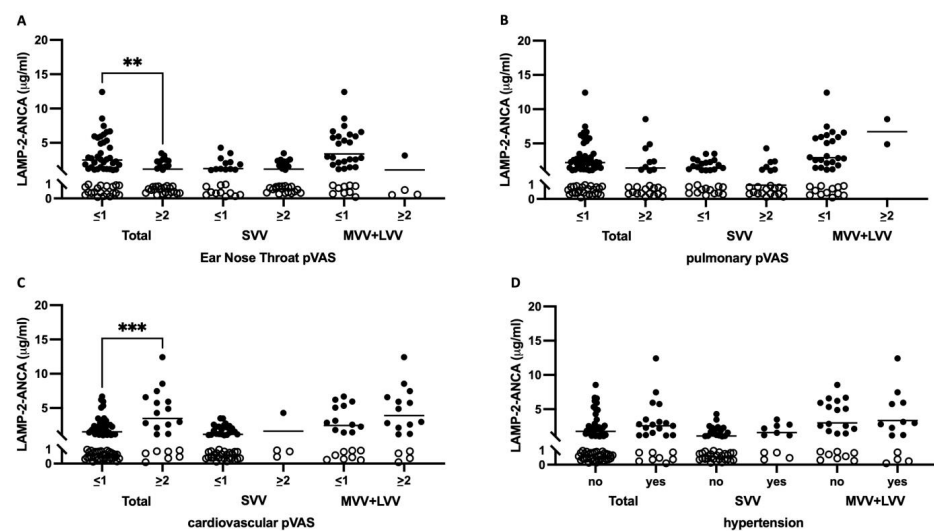 A
LAMP-2-ANCA (µg/ml)
20
15
10
5
1
0
**
≤1
≥2
≤1
≥2
≤1
≥2
Total
SVV
MVV+LVV
Ear Nose Throat pVAS
B
LAMP-2-ANCA (µg/ml)
20
15
10
5
1
0
≤1
≥2
≤1
≥2
≤1
≥2
Total
SVV
MVV+LVV
pulmonary pVAS
C
LAMP-2-ANCA (µg/ml)
20
15
10
5
1
0
***
≤1
≥2
≤1
≥2
≤1
≥2
Total
SVV
MVV+LVV
cardiovascular pVAS
D
LAMP-2-ANCA (µg/ml)
20
15
10
5
1
0
no
yes
no
yes
no
yes
Total
SVV
MVV+LVV
hypertension